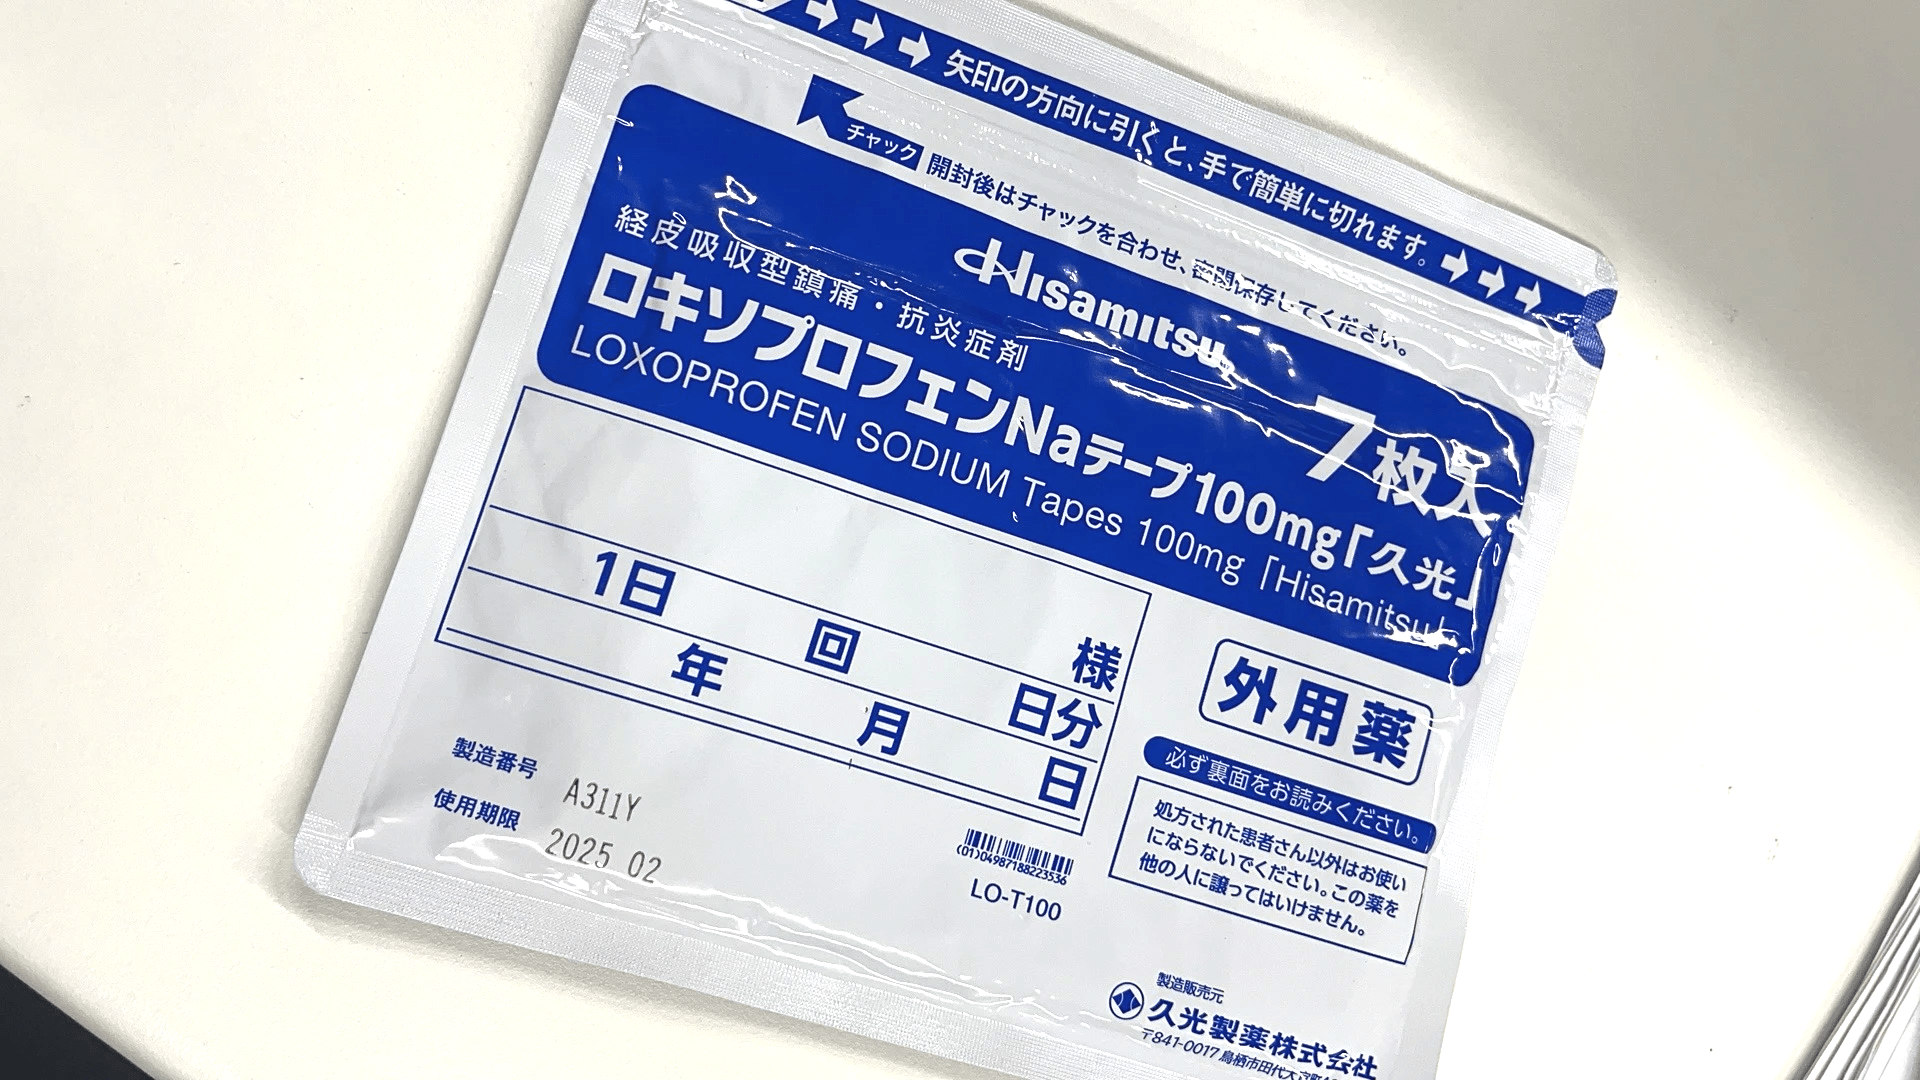 矢印の方向に引くと、手で簡単に切れます。
チャック 開封後はチャックを合わせ、密閉保存してください。
Hisamitsu
経皮吸収型鎮痛・抗炎症剤
7枚入
ロキソプロフェンNaテープ100mg「久光」
LOXOPROFEN SODIUM Tapes 100mg「Hisamitsu」
様
1日 回 日分
年 月 日
外用薬
必ず裏面をお読みください。
処方された患者さん以外はお使い
にならないでください。この薬を
他の人に譲ってはいけません。
製造番号 A311Y
使用期限 2025 02
(01)04987188223536
LO-T100
製造販売元
久光製薬株式会社
〒841-0017 鳥栖市田代大官町